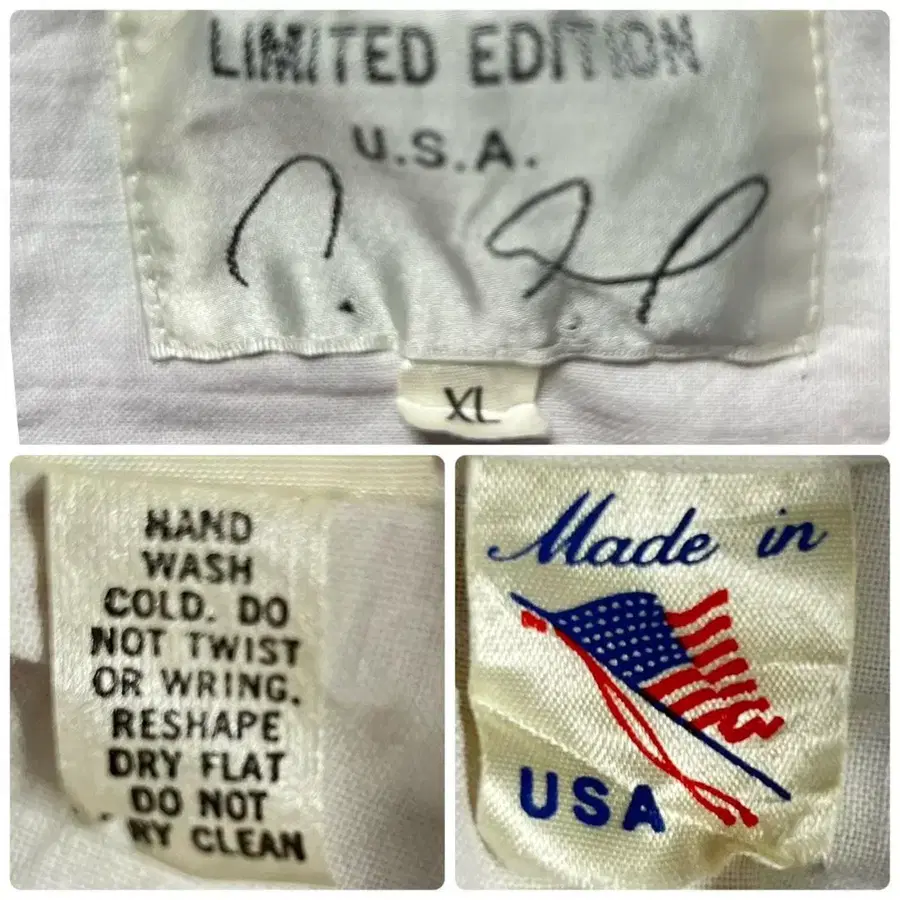 LIMITED EDITION
U.S.A.
XL
HAND
WASH
COLD. DO
NOT TWIST
OR WRING.
RESHAPE
DRY FLAT
DO NOT
RY CLEAN
Made in
USA